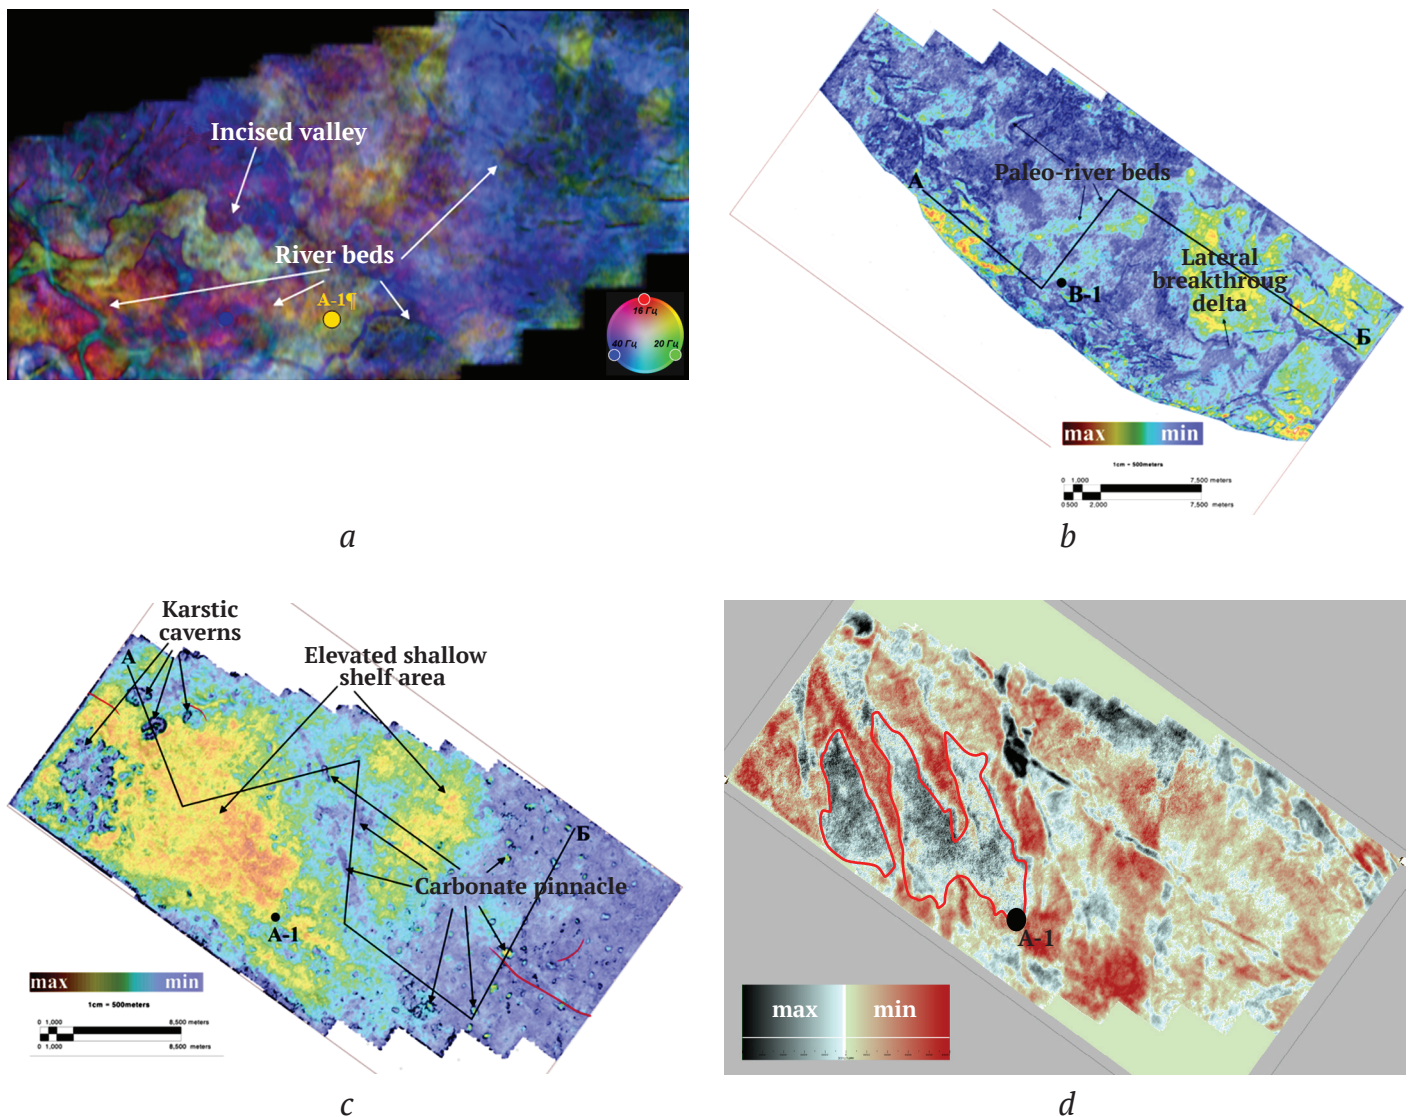 Incised valley
River beds
A-1¶
16 Гц
40 Гц
20 Гц
a
A
Paleo-river beds
Lateral
breakthroug
delta
B-1
Б
max
min
1cm = 500meters
0 1,000 7,500 meters
0500 2,000 7,500 meters
b
Karstic
caverns
A
Elevated shallow
shelf area
Б
Carbonate pinnacle
A-1
max
min
1cm = 500meters
0 1,000 8,500 meters
0 1,000 8,500 meters
c
A-1
max
min
d